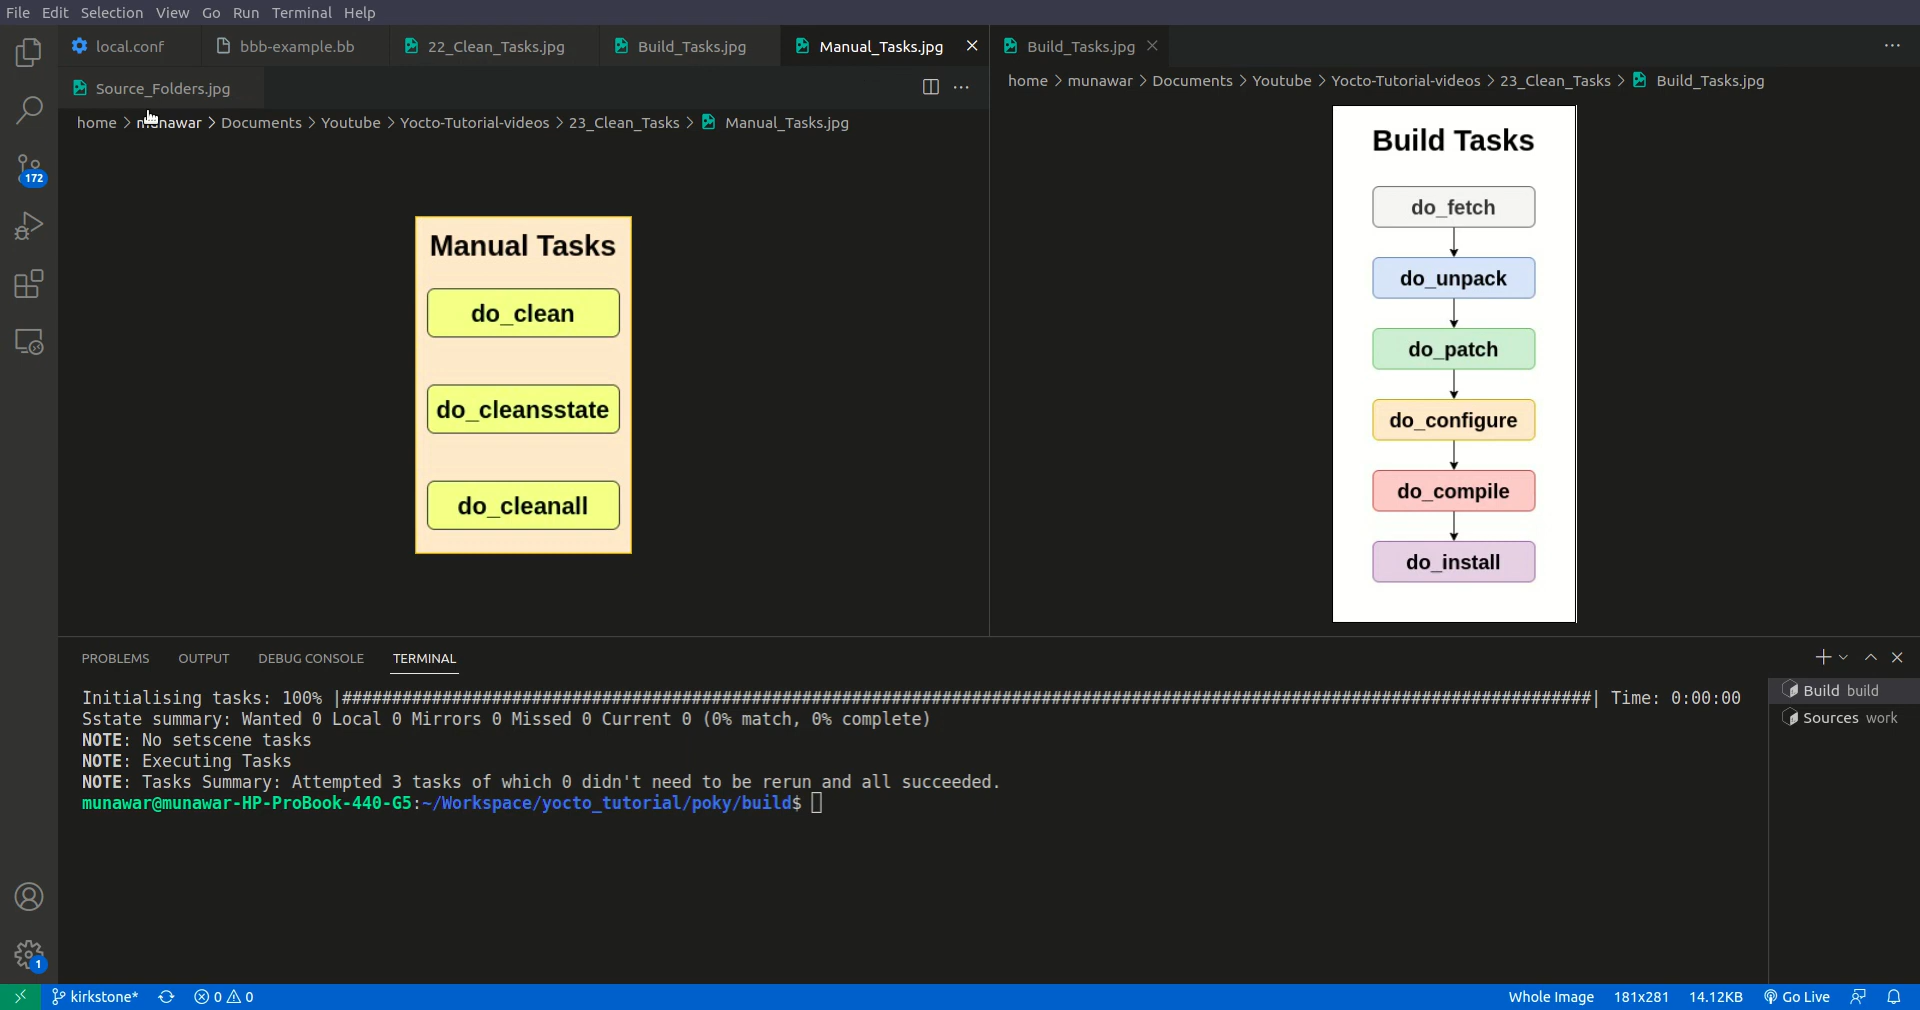 File Edit Selection View Go Run Terminal Help
local.conf bbb-example.bb 22_Clean_Tasks.jpg Build_Tasks.jpg Manual_Tasks.jpg
Source_Folders.jpg
home > munawar > Documents > Youtube > Yocto-Tutorial-videos > 23_Clean_Tasks > Manual_Tasks.jpg
Manual Tasks
do_clean
do_cleansstate
do_cleanall
Build_Tasks.jpg
home > munawar > Documents > Youtube > Yocto-Tutorial-videos > 23_Clean_Tasks > Build_Tasks.jpg
Build Tasks
do_fetch
do_unpack
do_patch
do_configure
do_compile
do_install
172
1
PROBLEMS OUTPUT DEBUG CONSOLE TERMINAL
Initialising tasks: 100% |#############################################################################################################################| Time: 0:00:00
Sstate summary: Wanted 0 Local 0 Mirrors 0 Missed 0 Current 0 (0% match, 0% complete)
NOTE: No setscene tasks
NOTE: Executing Tasks
NOTE: Tasks Summary: Attempted 3 tasks of which 0 didn't need to be rerun and all succeeded.
munawar@munawar-HP-ProBook-440-G5:~/Workspace/yocto_tutorial/poky/build$
Build build
Sources work
kirkstone* 0 0 Whole Image 181x281 14.12KB Go Live